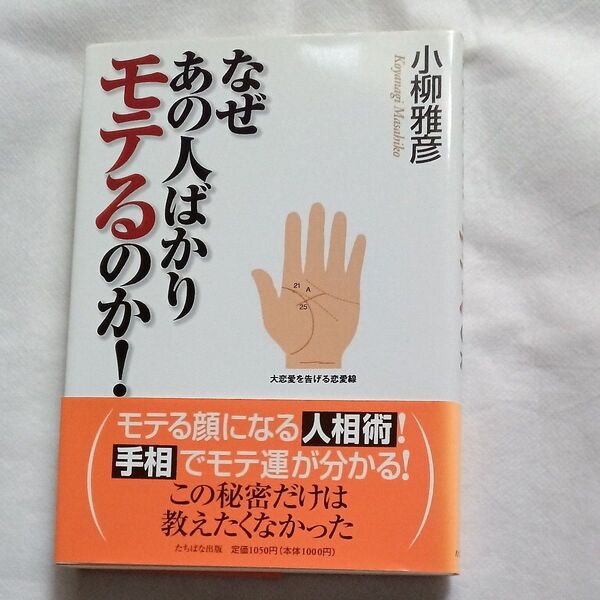 小柳雅彦
Koyanagi Masahiko
なぜ
あの人ばかり
モテるのか!
21 A
25
大恋愛を告げる恋愛線
モテる顔になる人相術!
手相でモテ運が分かる!
この秘密だけは
教えたくなかった
たちばな出版 定価1050円(本体1000円)